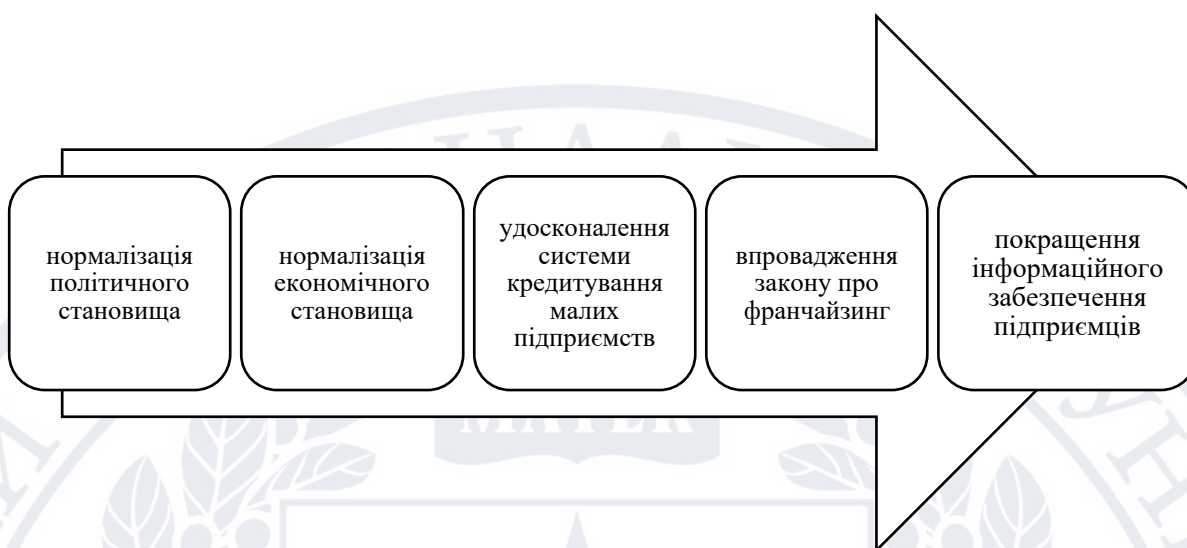 нормалізація
політичного
становища
нормалізація
економічного
становища
удосконалення
системи
кредитування
малих
підприємств
впровадження
закону про
франчайзинг
покращення
інформаційного
забезпечення
підприємців